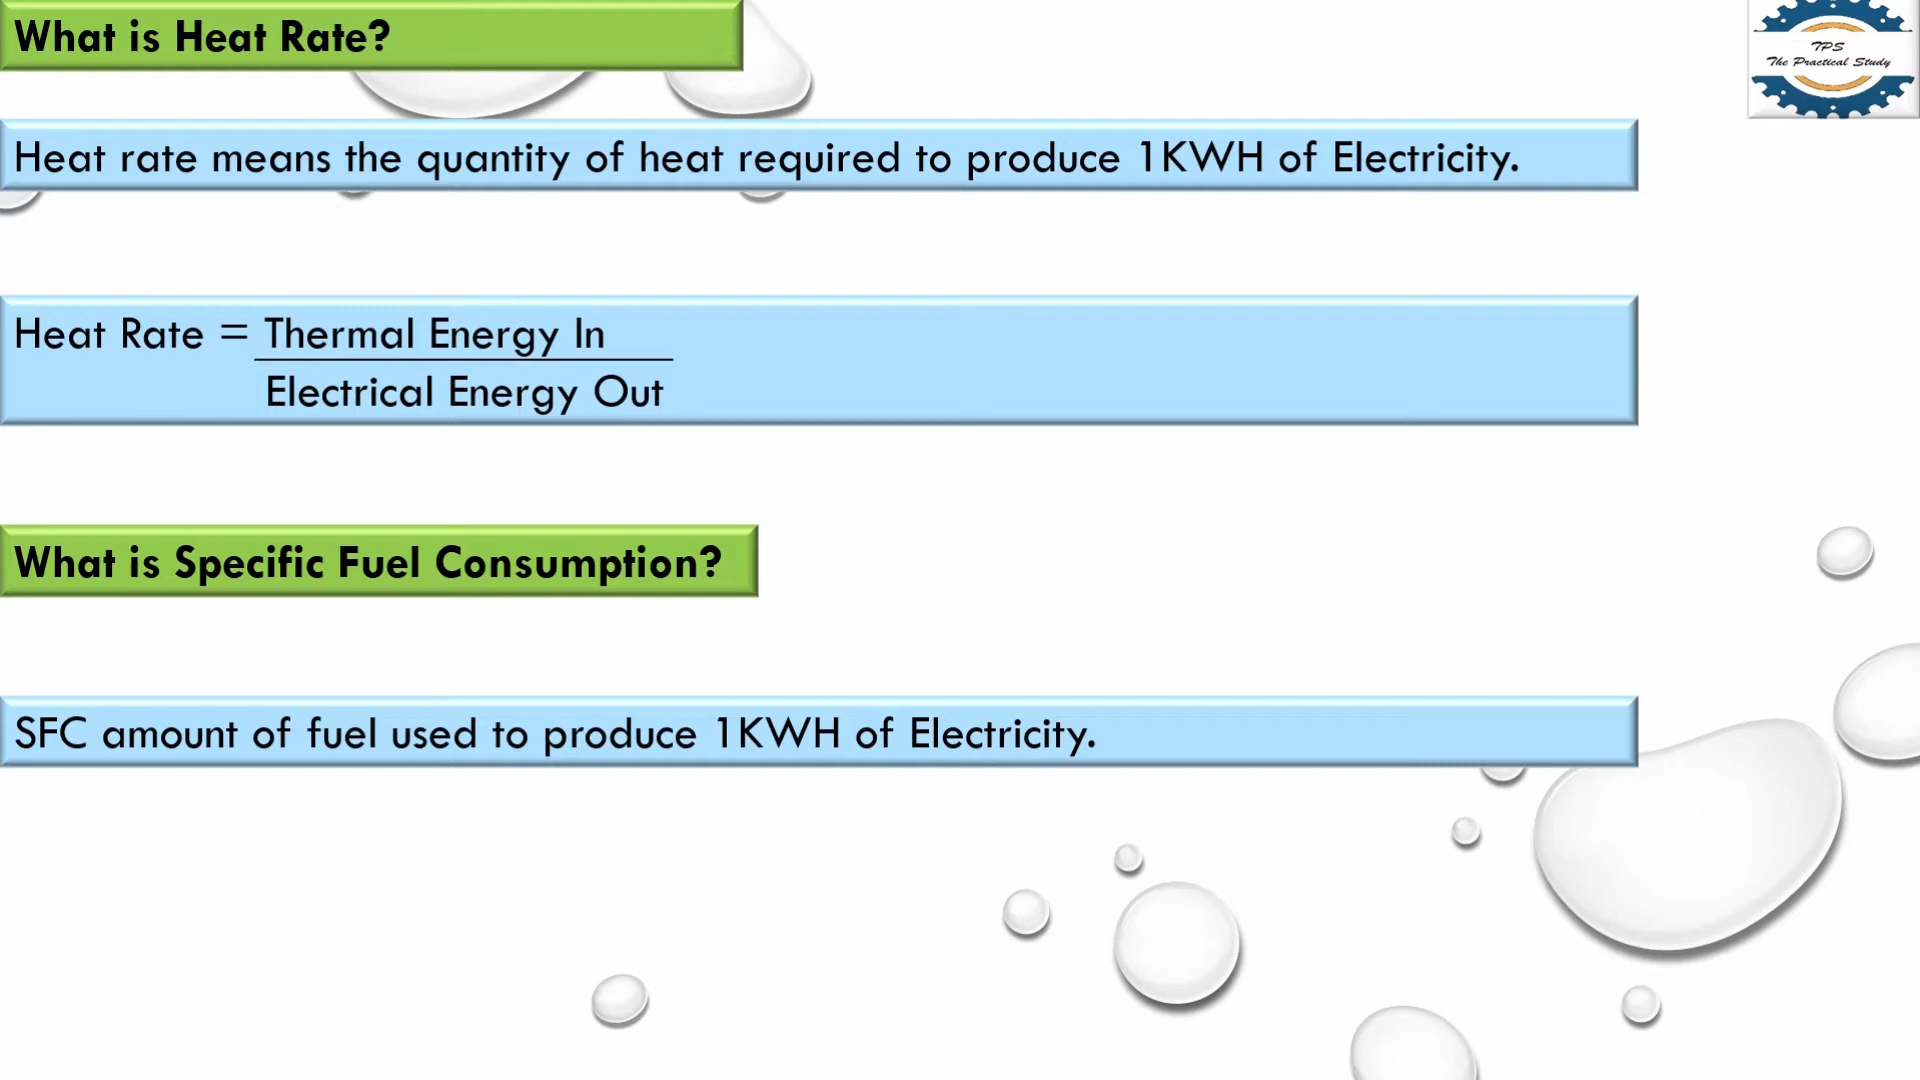 What is Heat Rate?
TPS
The Practical Study
Heat rate means the quantity of heat required to produce 1KWH of Electricity.
Heat Rate = Thermal Energy In
Electrical Energy Out
What is Specific Fuel Consumption?
SFC amount of fuel used to produce 1KWH of Electricity.